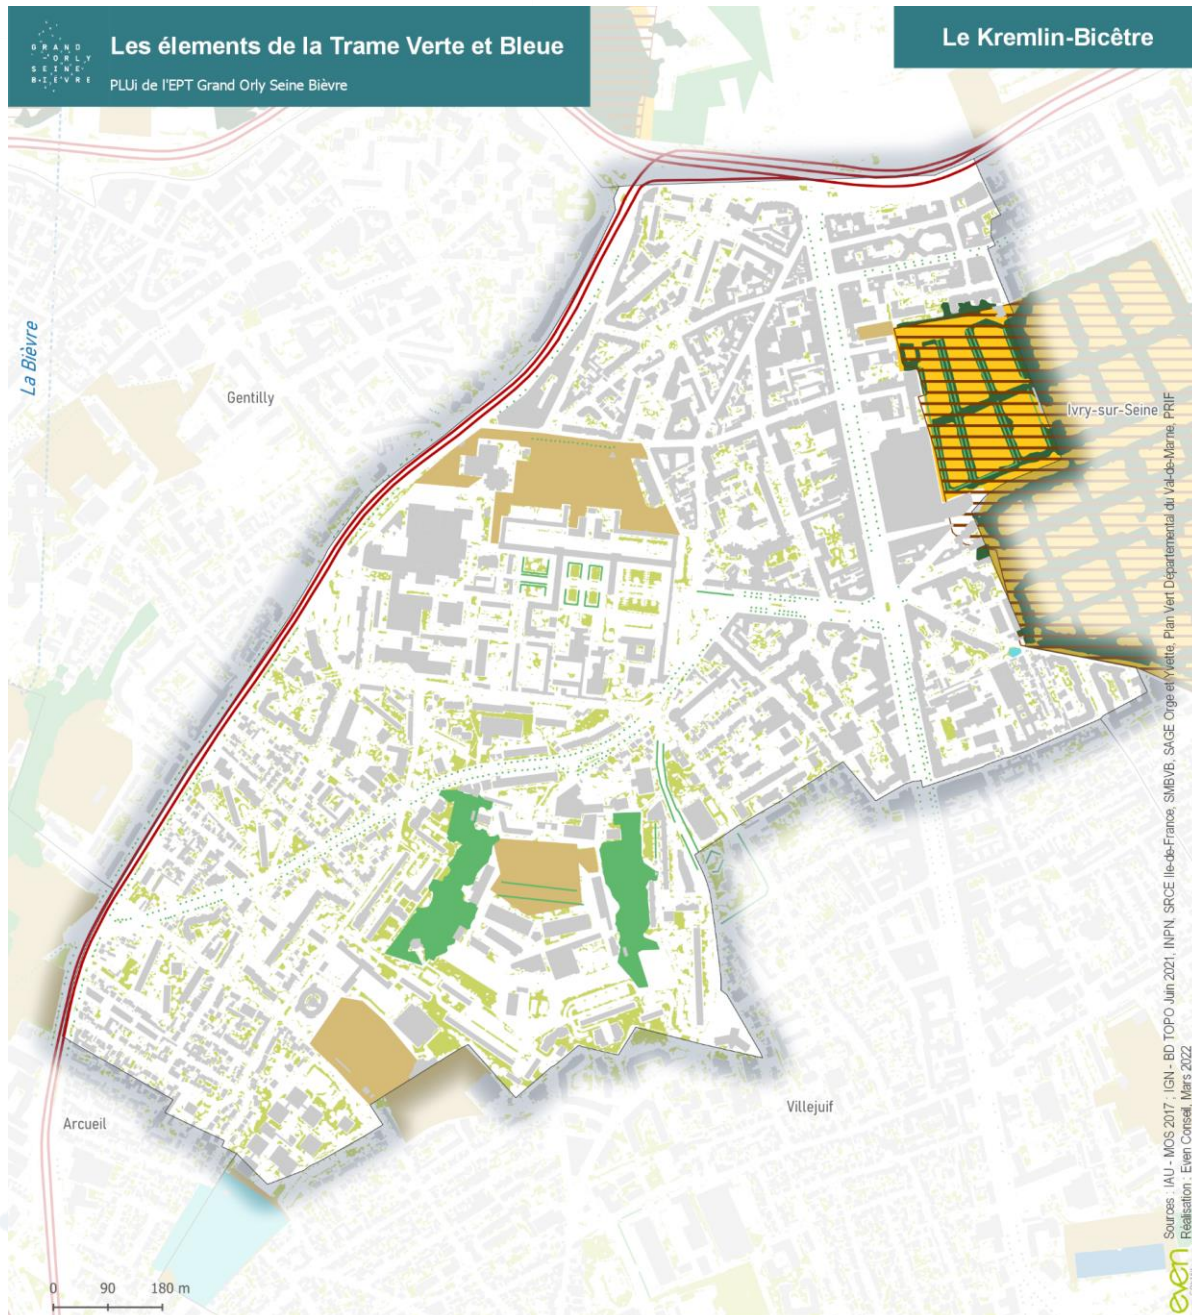 GRAND
-ORLY
SEINE
BIÈVRE
Les élements de la Trame Verte et Bleue
PLUi de l'EPT Grand Orly Seine Bièvre
Le Kremlin-Bicêtre
La Bièvre
Gentilly
Ivry-sur-Seine
Arcueil
Villejuif
0 90 180 m
Sources : IAU - MOS 2017 ; IGN - BD TOPO Juin 2021, INPN, SRCE Ile-de-France, SMBVB, SAGE Orge et Yvette, Plan Vert Départemental du Val-de-Marne, PRIF
Réalisation : Even Conseil, Mars 2022
even